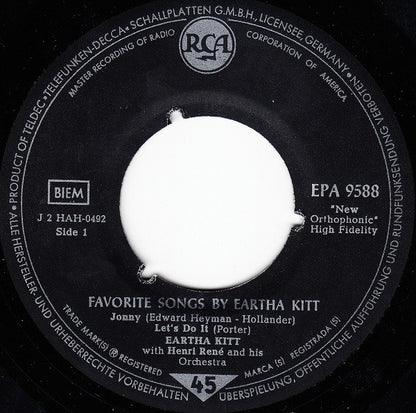 PRODUCT OF TELDEC • »TELEFUNKEN-DECCA« SCHALLPLATTEN G.M.B.H., LICENSEE, GERMANY •
MASTER RECORDING OF RADIO CORPORATION OF AMERICA
RCA
BIEM
EPA 9588
J 2 HAH-0492
Side 1
"New
Orthophonic"
High Fidelity
FAVORITE SONGS BY EARTHA KITT
Jonny (Edward Heyman - Hollander)
Let's Do It (Porter)
EARTHA KITT
with Henri René and his
Orchestra
TRADE MARK(S) ® REGISTERED
MARCA (S) REGISTRADA (S)
45
ALLE HERSTELLER- UND URHEBERRECHTE VORBEHALTEN
ÜBERSPIELUNG, ÖFFENTLICHE AUFFÜHRUNG UND RUNDFUNKSENDUNG VERBOTEN